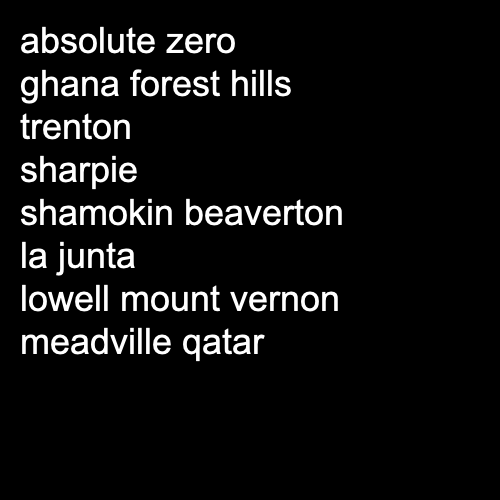 absolute zero
ghana forest hills
trenton
sharpie
shamokin beaverton
la junta
lowell mount vernon
meadville qatar